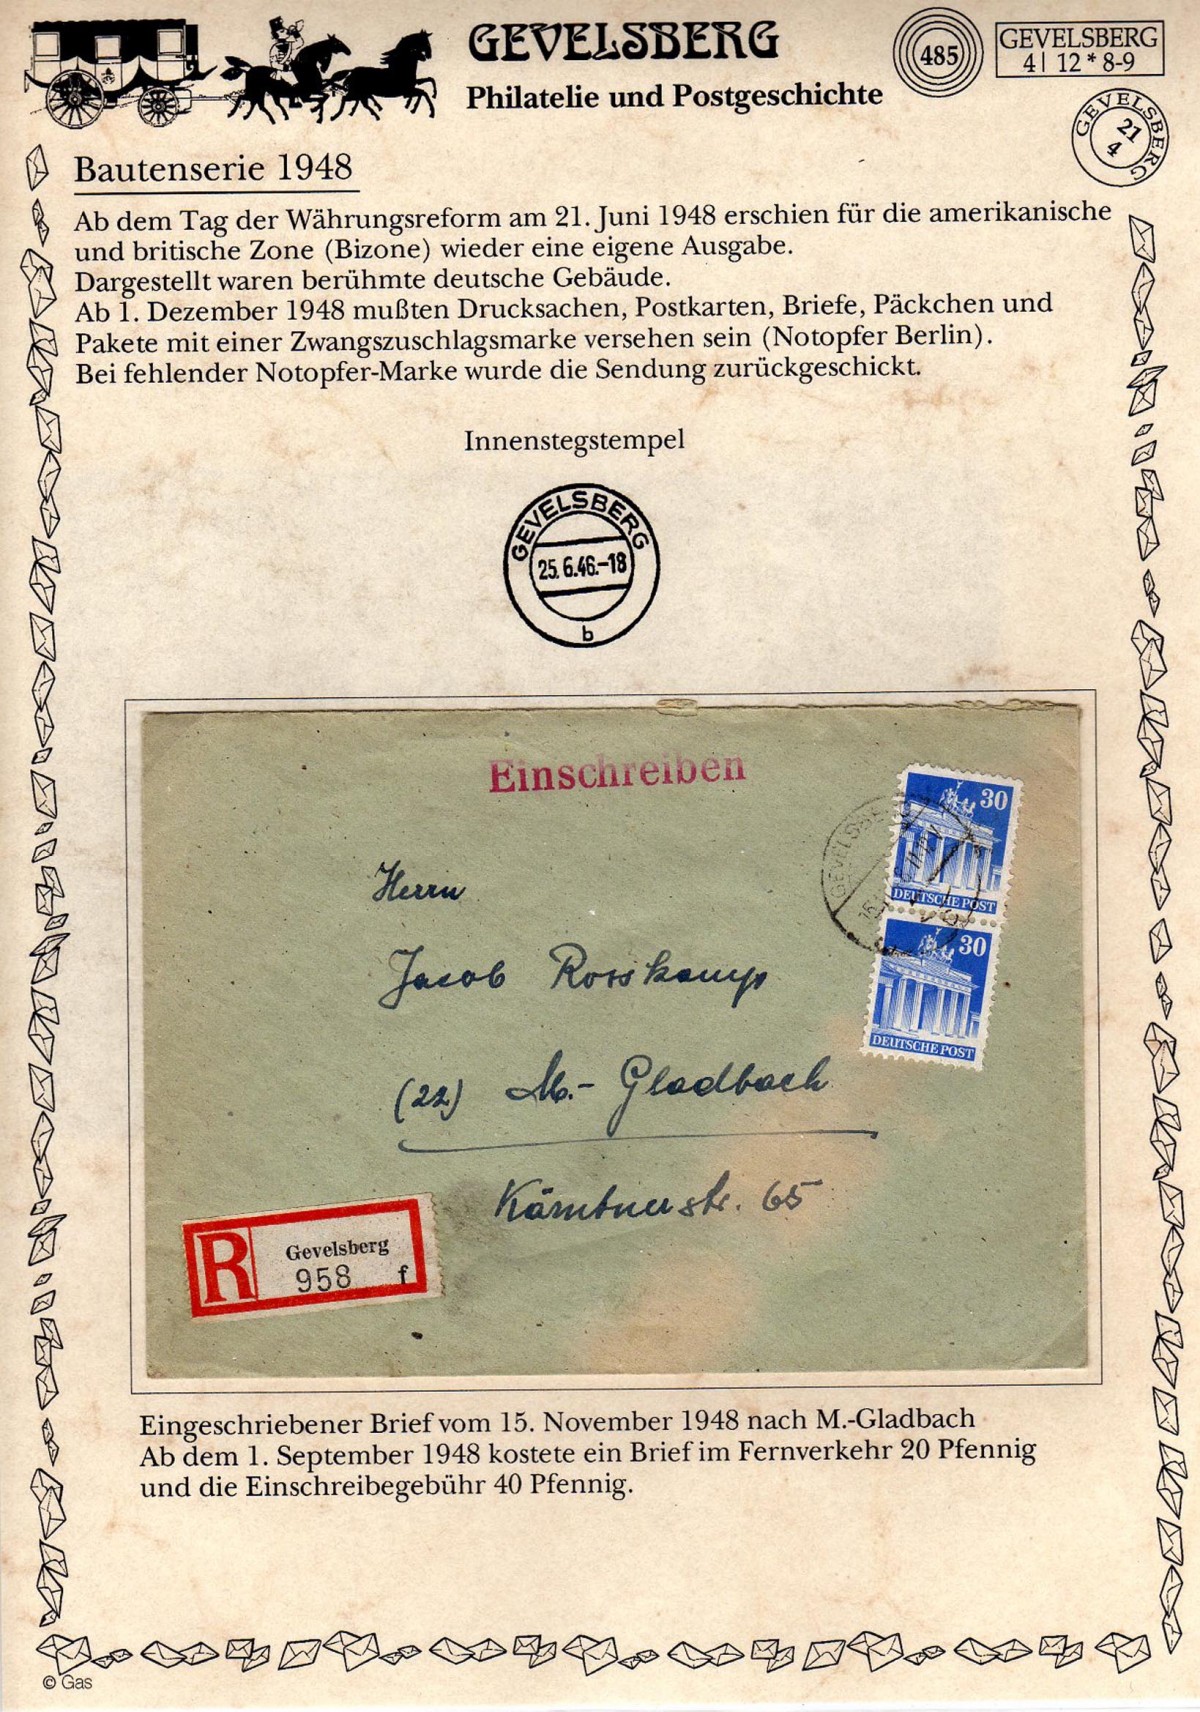 GEVELSBERG
Philatelie und Postgeschichte
485
GEVELSBERG
4| 12 * 8-9
GEVELSBERG
21
4
Bautenserie 1948
Ab dem Tag der Währungsreform am 21. Juni 1948 erschien für die amerikanische
und britische Zone (Bizone) wieder eine eigene Ausgabe.
Dargestellt waren berühmte deutsche Gebäude.
Ab 1. Dezember 1948 mußten Drucksachen, Postkarten, Briefe, Päckchen und
Pakete mit einer Zwangszuschlagsmarke versehen sein (Notopfer Berlin).
Bei fehlender Notopfer-Marke wurde die Sendung zurückgeschickt.
Innenstegstempel
GEVELSBERG
25.6.46.-18
b
Einschreiben
30
DEUTSCHE POST
30
DEUTSCHE POST
Herrn
Jacob Rosskamp
(22) M.-Gladbach
Kärntnerstr. 65
R
Gevelsberg
958 f
Eingeschriebener Brief vom 15. November 1948 nach M.-Gladbach
Ab dem 1. September 1948 kostete ein Brief im Fernverkehr 20 Pfennig
und die Einschreibegebühr 40 Pfennig.
© Gas